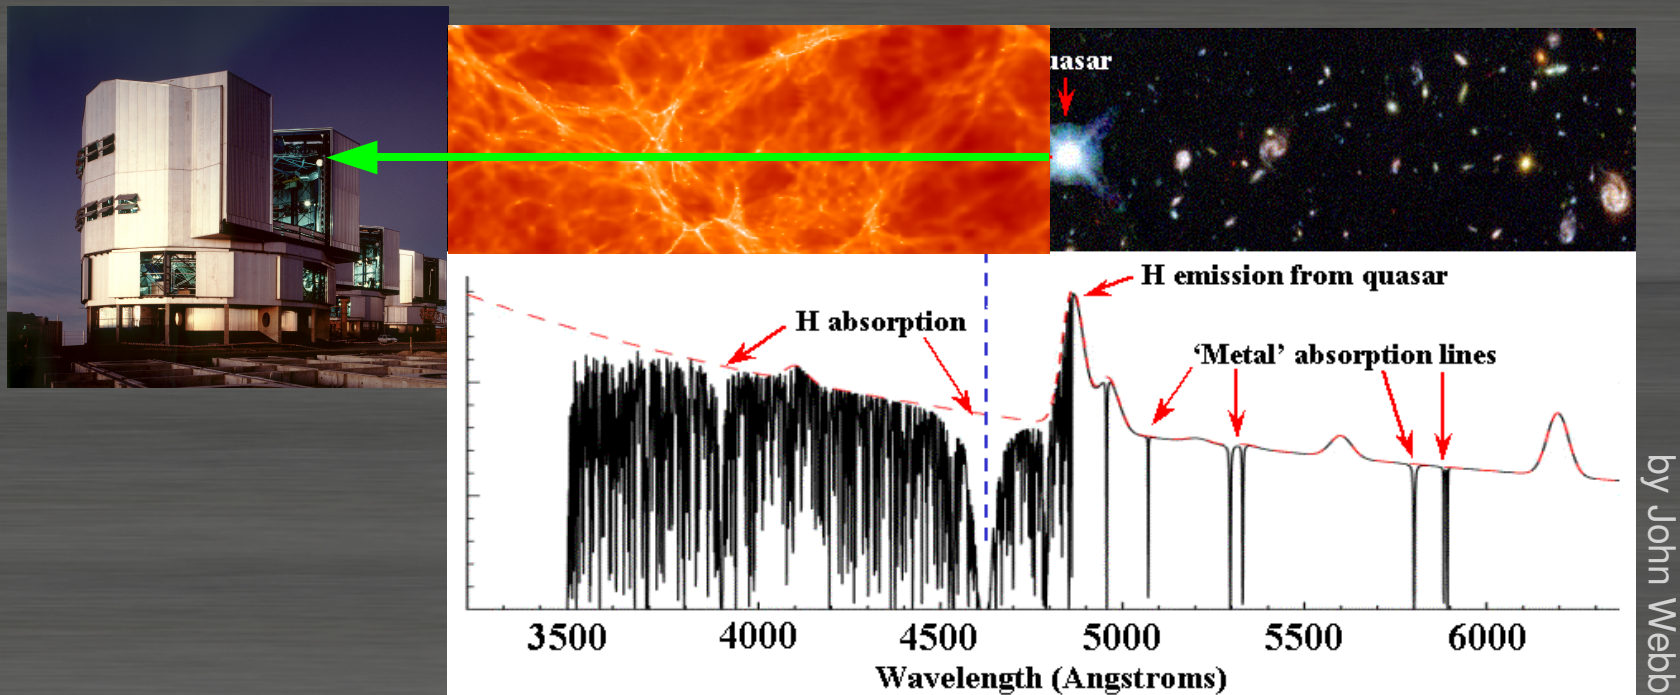 uasar
H emission from quasar
H absorption
‘Metal’ absorption lines
3500 4000 4500 5000 5500 6000
Wavelength (Angstroms)
by John Webb